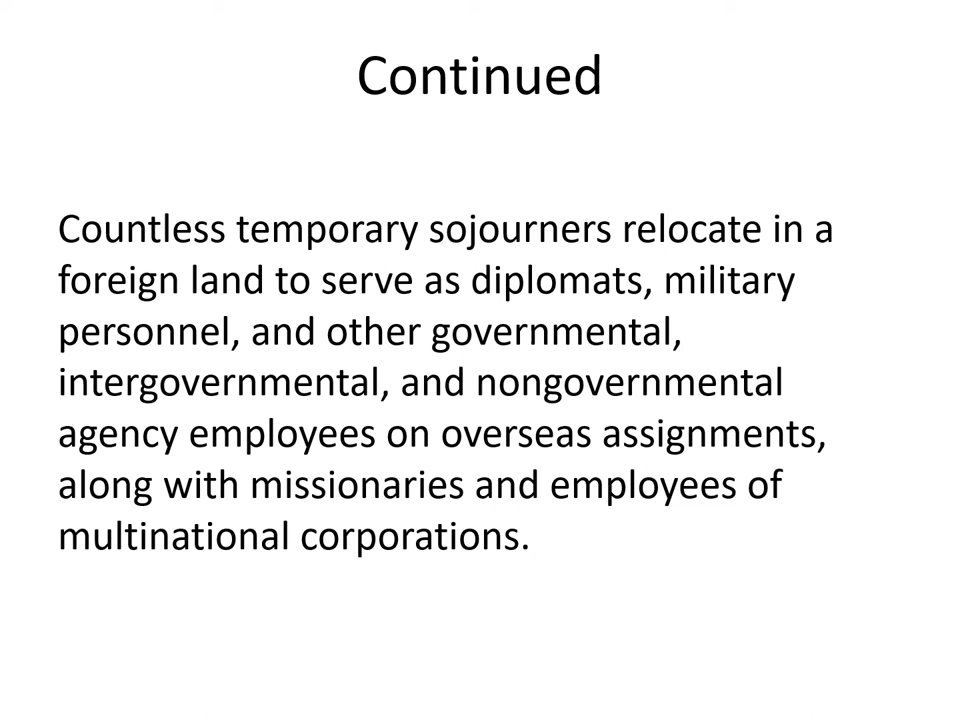 Continued
Countless temporary sojourners relocate in a
foreign land to serve as diplomats, military
personnel, and other governmental,
intergovernmental, and nongovernmental
agency employees on overseas assignments,
along with missionaries and employees of
multinational corporations.